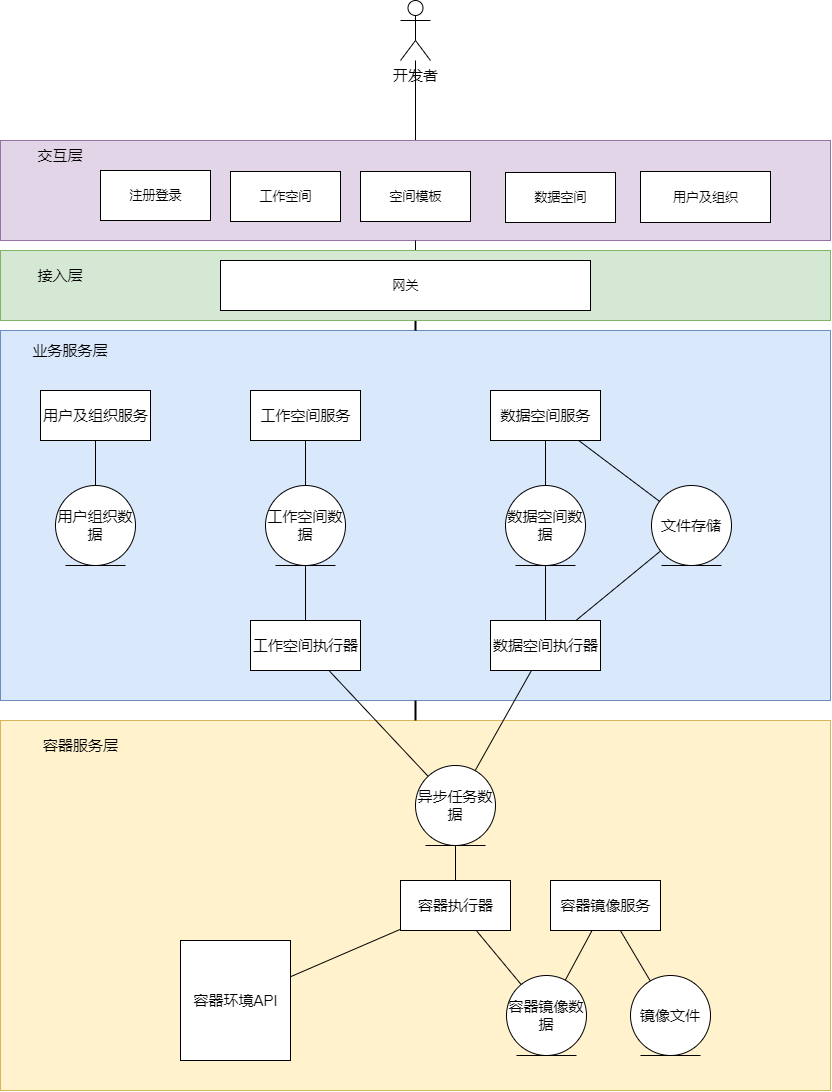 开发者
交互层
注册登录
工作空间
空间模板
数据空间
用户及组织
接入层
网关
业务服务层
用户及组织服务
工作空间服务
数据空间服务
用户组织数
据
工作空间数
据
数据空间数
据
文件存储
工作空间执行器
数据空间执行器
容器服务层
异步任务数
据
容器执行器
容器镜像服务
容器环境API
容器镜像数
据
镜像文件